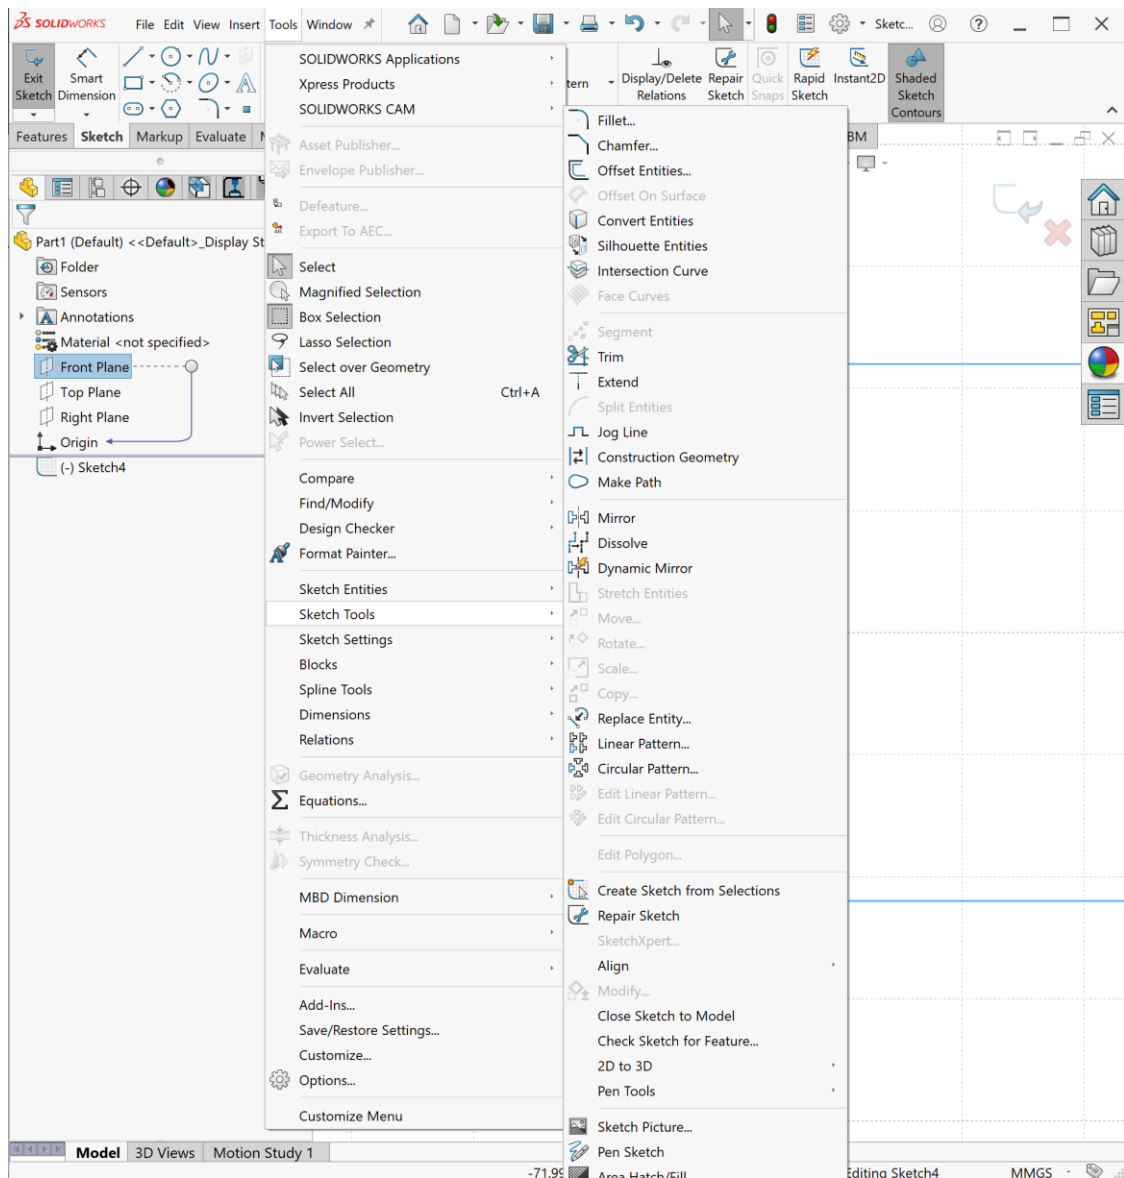 SOLIDWORKS File Edit View Insert Tools Window Sketc...
Exit Sketch
Smart Dimension
tern
Display/Delete Relations
Repair Sketch
Quick Snaps
Rapid Sketch
Instant2D
Shaded Sketch Contours
Features Sketch Markup Evaluate
BM
Part1 (Default) <<Default>_Display St
Folder
Sensors
Annotations
Material <not specified>
Front Plane
Top Plane
Right Plane
Origin
(-) Sketch4
SOLIDWORKS Applications
Xpress Products
SOLIDWORKS CAM
Asset Publisher...
Envelope Publisher...
Defeature...
Export To AEC...
Select
Magnified Selection
Box Selection
Lasso Selection
Select over Geometry
Select All Ctrl+A
Invert Selection
Power Select...
Compare
Find/Modify
Design Checker
Format Painter...
Sketch Entities
Sketch Tools
Sketch Settings
Blocks
Spline Tools
Dimensions
Relations
Geometry Analysis...
Equations...
Thickness Analysis...
Symmetry Check...
MBD Dimension
Macro
Evaluate
Add-Ins...
Save/Restore Settings...
Customize...
Options...
Customize Menu
Fillet...
Chamfer...
Offset Entities...
Offset On Surface
Convert Entities
Silhouette Entities
Intersection Curve
Face Curves
Segment
Trim
Extend
Split Entities
Jog Line
Construction Geometry
Make Path
Mirror
Dissolve
Dynamic Mirror
Stretch Entities
Move...
Rotate...
Scale...
Copy...
Replace Entity...
Linear Pattern...
Circular Pattern...
Edit Linear Pattern...
Edit Circular Pattern...
Edit Polygon...
Create Sketch from Selections
Repair Sketch
SketchXpert...
Align
Modify...
Close Sketch to Model
Check Sketch for Feature...
2D to 3D
Pen Tools
Sketch Picture...
Pen Sketch
Area Hatch/Fill
Model 3D Views Motion Study 1
-71.99
Editing Sketch4 MMGS